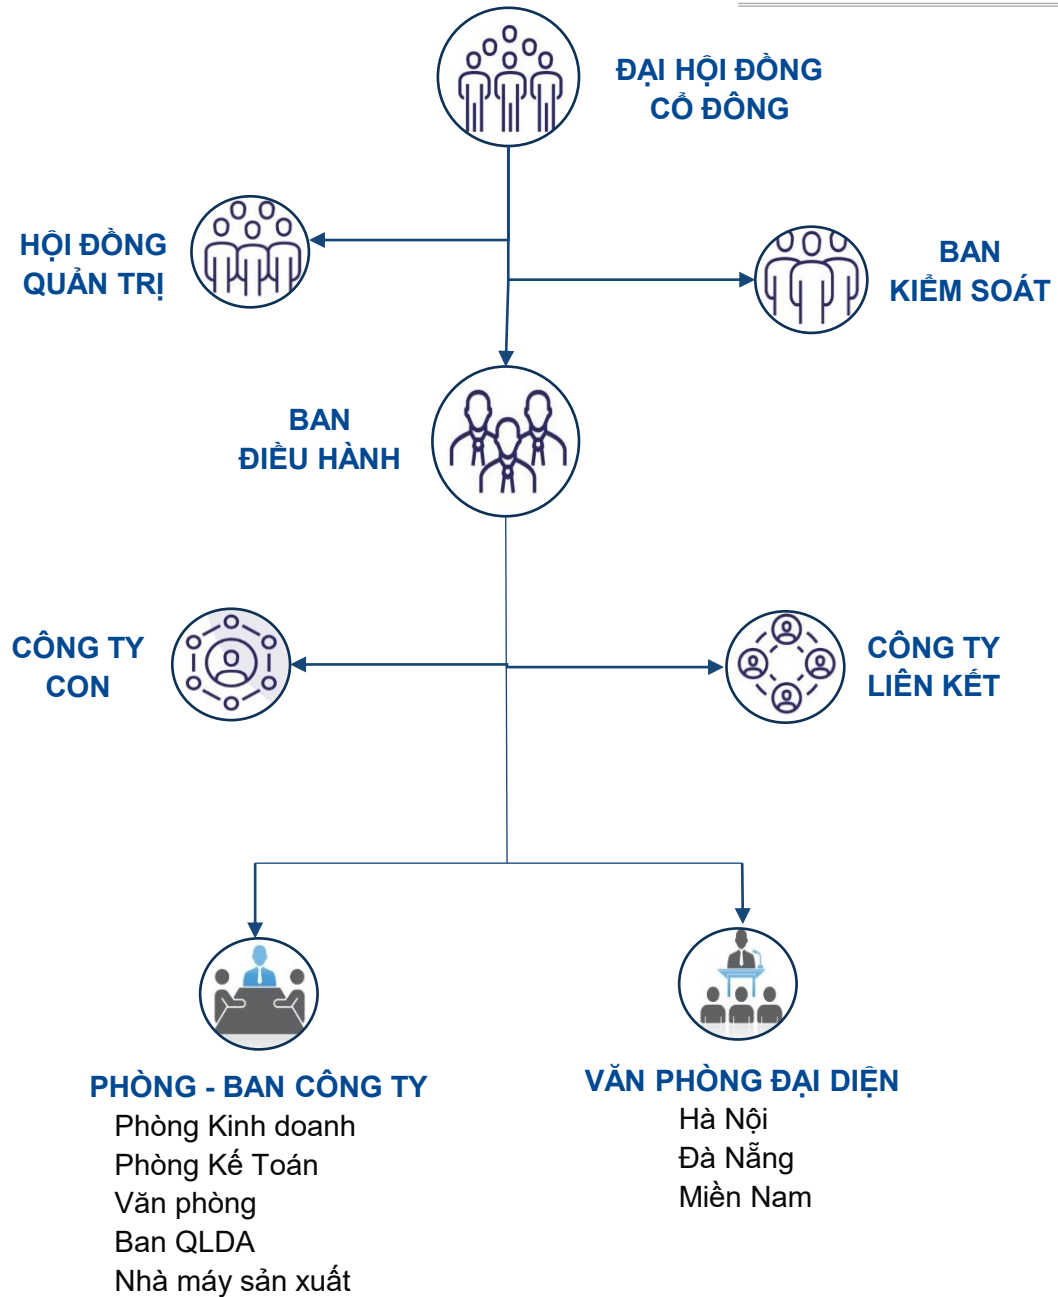 ĐẠI HỘI ĐỒNG
CỔ ĐÔNG
HỘI ĐỒNG
QUẢN TRỊ
BAN
KIỂM SOÁT
BAN
ĐIỀU HÀNH
CÔNG TY
CON
CÔNG TY
LIÊN KẾT
PHÒNG - BAN CÔNG TY
Phòng Kinh doanh
Phòng Kế Toán
Văn phòng
Ban QLDA
Nhà máy sản xuất
VĂN PHÒNG ĐẠI DIỆN
Hà Nội
Đà Nẵng
Miền Nam